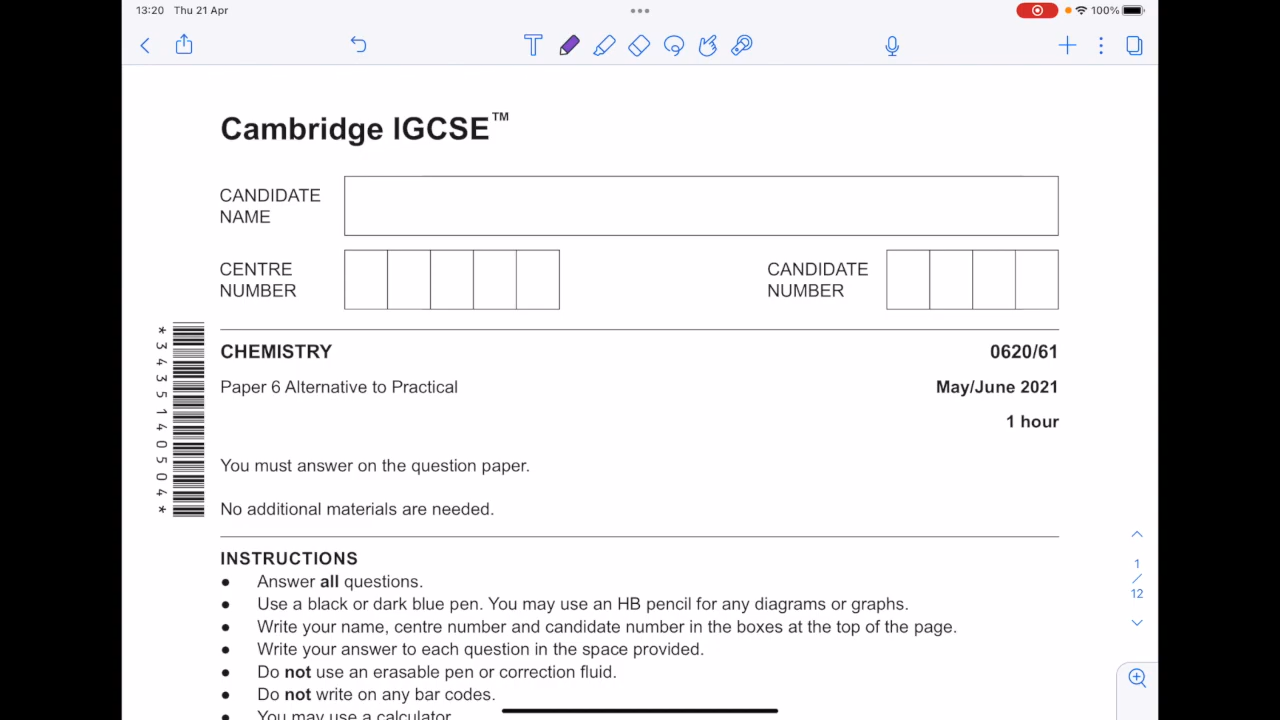 13:20 Thu 21 Apr
100%
T
Cambridge IGCSE™
CANDIDATE
NAME
CENTRE
NUMBER
CANDIDATE
NUMBER
*3435140504*
CHEMISTRY 0620/61
Paper 6 Alternative to Practical May/June 2021
1 hour
You must answer on the question paper.
No additional materials are needed.
INSTRUCTIONS
● Answer all questions.
● Use a black or dark blue pen. You may use an HB pencil for any diagrams or graphs.
● Write your name, centre number and candidate number in the boxes at the top of the page.
● Write your answer to each question in the space provided.
● Do not use an erasable pen or correction fluid.
● Do not write on any bar codes.
● You may use a calculator.
1
/
12